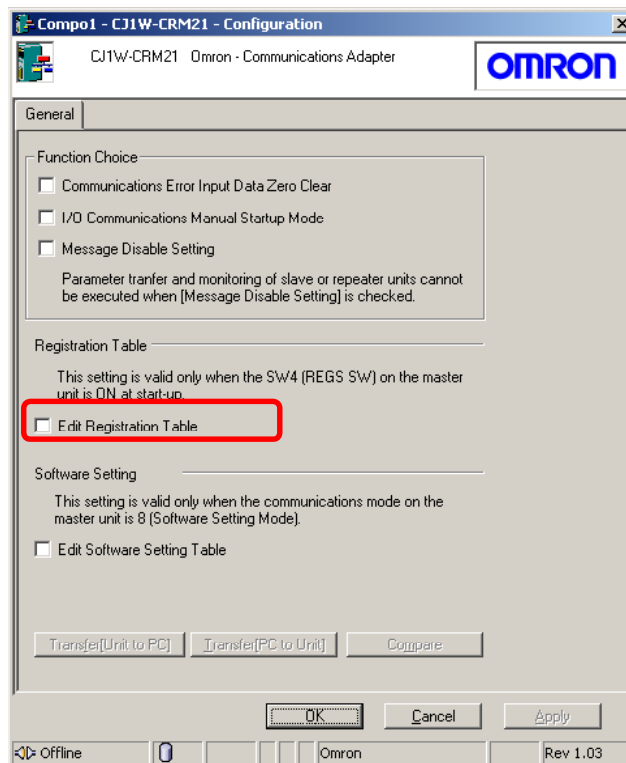 Compo1 - CJ1W-CRM21 - Configuration
CJ1W-CRM21 Omron - Communications Adapter
OMRON
General
Function Choice
Communications Error Input Data Zero Clear
I/O Communications Manual Startup Mode
Message Disable Setting
Parameter tranfer and monitoring of slave or repeater units cannot
be executed when [Message Disable Setting] is checked.
Registration Table
This setting is valid only when the SW4 (REGS SW) on the master
unit is ON at start-up.
Edit Registration Table
Software Setting
This setting is valid only when the communications mode on the
master unit is 8 (Software Setting Mode).
Edit Software Setting Table
Transfer[Unit to PC] Transfer[PC to Unit] Compare
OK Cancel Apply
Offline Omron Rev 1.03